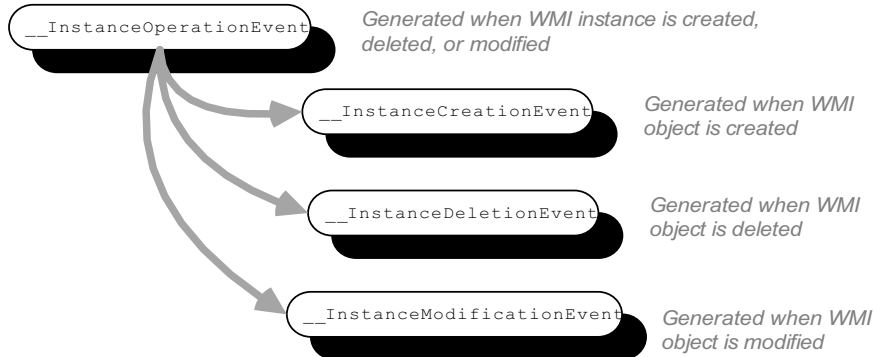 __InstanceOperationEvent
Generated when WMI instance is created,
deleted, or modified
__InstanceCreationEvent
Generated when WMI
object is created
__InstanceDeletionEvent
Generated when WMI
object is deleted
__InstanceModificationEvent
Generated when WMI
object is modified